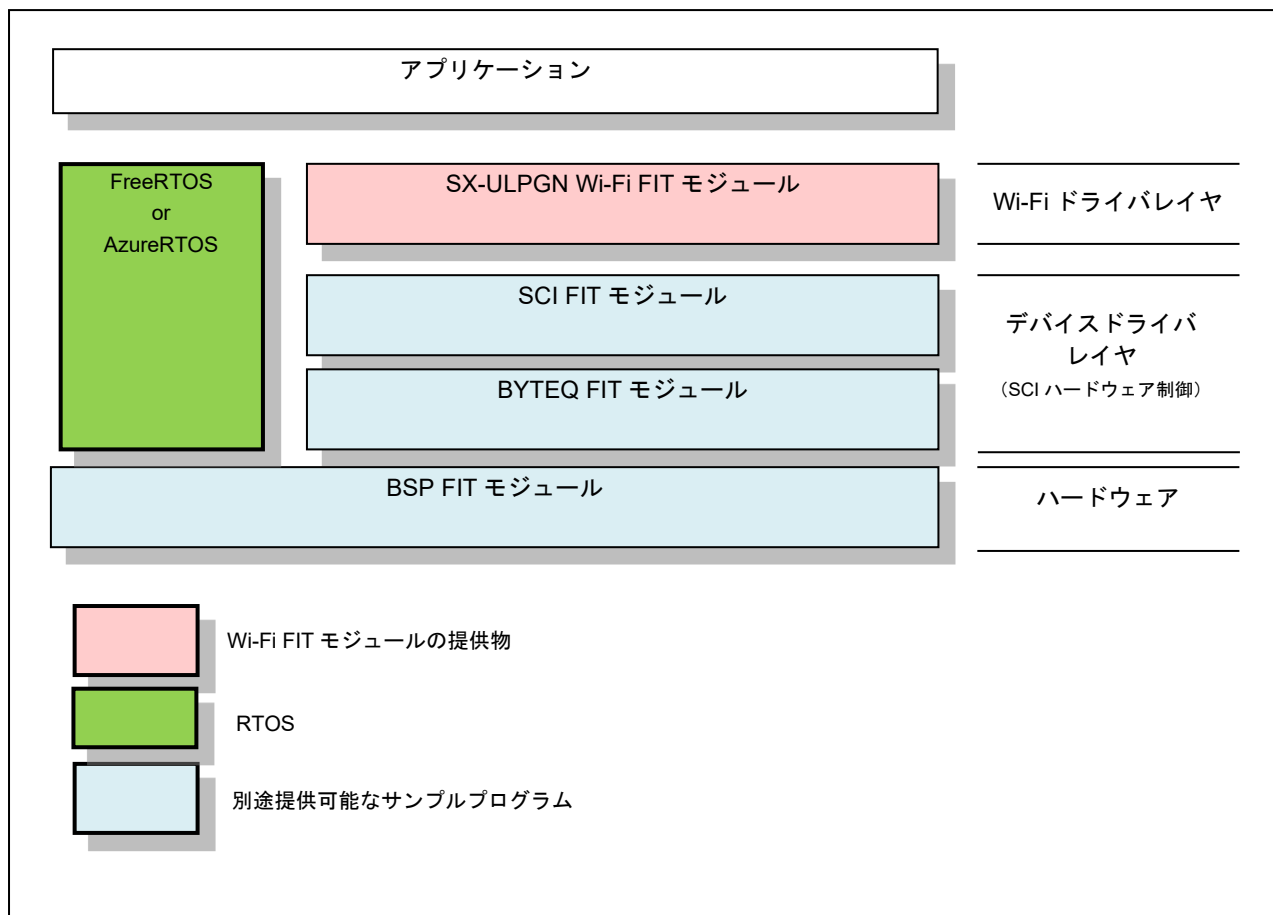 アプリケーション
FreeRTOS
or
AzureRTOS
SX-ULPGN Wi-Fi FIT モジュール
Wi-Fi ドライバレイヤ
SCI FIT モジュール
BYTEQ FIT モジュール
デバイスドライバ
レイヤ
（SCI ハードウェア制御）
BSP FIT モジュール
ハードウェア
Wi-Fi FIT モジュールの提供物
RTOS
別途提供可能なサンプルプログラム